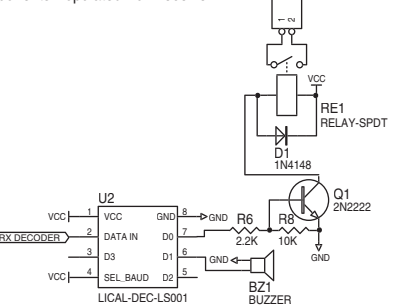 1 2
VCC
RE1
RELAY-SPDT
D1
1N4148
Q1
2N2222
U2
VCC 1 VCC GND 8 GND
RX DECODER 2 DATA IN D0 7
3 D3 D1 6
VCC 4 SEL_BAUD D2 5
LICAL-DEC-LS001
R6
2.2K
R8
10K
GND
GND
BZ1
BUZZER